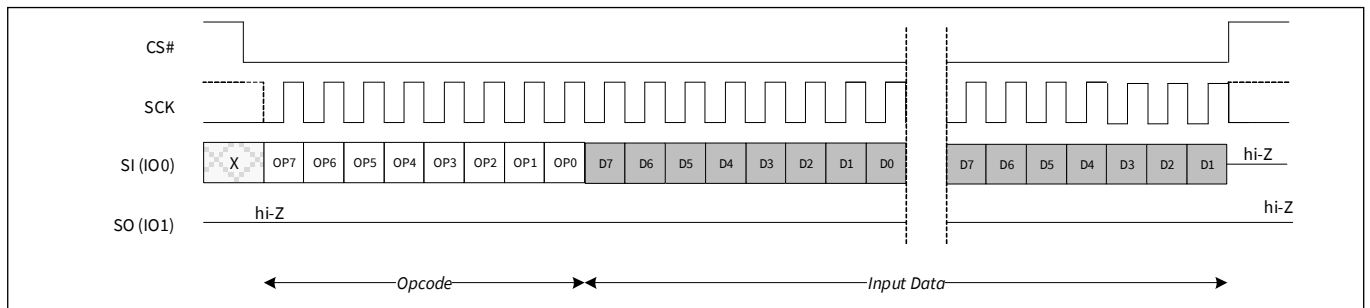 CS#
SCK
SI (IO0) X OP7 OP6 OP5 OP4 OP3 OP2 OP1 OP0 D7 D6 D5 D4 D3 D2 D1 D0 D7 D6 D5 D4 D3 D2 D1 hi-Z
hi-Z hi-Z
SO (IO1)
Opcode Input Data